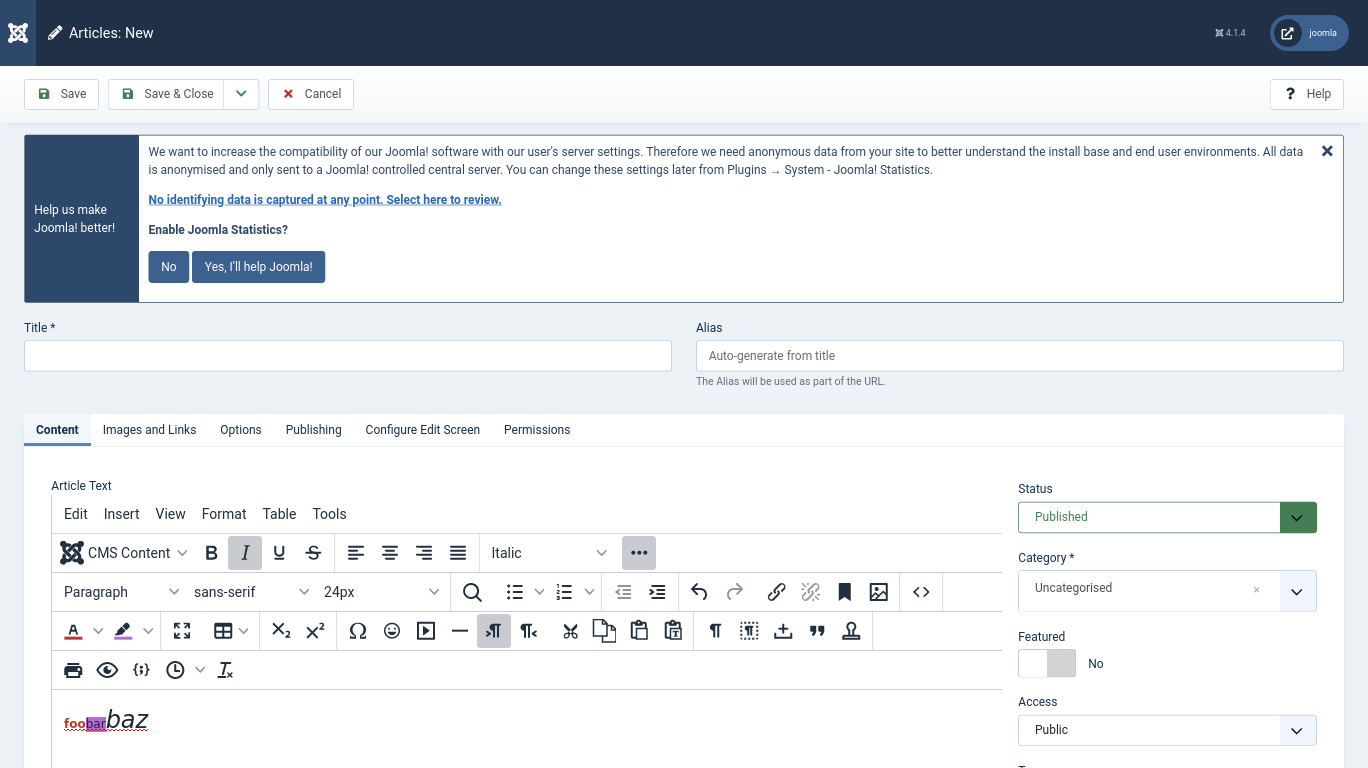 Articles: New
4.1.4
joomla
Save
Save & Close
Cancel
? Help
Help us make
Joomla! better!
We want to increase the compatibility of our Joomla! software with our user's server settings. Therefore we need anonymous data from your site to better understand the install base and end user environments. All data
is anonymised and only sent to a Joomla! controlled central server. You can change these settings later from Plugins → System - Joomla! Statistics.
No identifying data is captured at any point. Select here to review.
Enable Joomla Statistics?
No
Yes, I'll help Joomla!
Title *
Alias
Auto-generate from title
The Alias will be used as part of the URL.
Content
Images and Links
Options
Publishing
Configure Edit Screen
Permissions
Article Text
Edit
Insert
View
Format
Table
Tools
CMS Content
B
I
U
S
Italic
Paragraph
sans-serif
24px
foobarbaz
Status
Published
Category *
Uncategorised
×
Featured
No
Access
Public